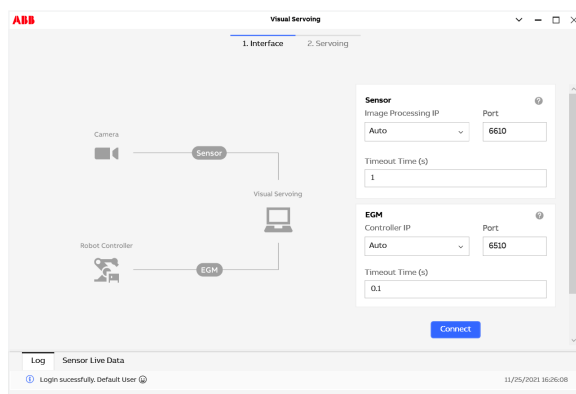 ABB
Visual Servoing
1. Interface
2. Servoing
Camera
Sensor
Visual Servoing
Robot Controller
EGM
Sensor
Image Processing IP
Port
Auto
6610
Timeout Time (s)
1
EGM
Controller IP
Port
Auto
6510
Timeout Time (s)
0.1
Connect
Log
Sensor Live Data
Login sucessfully. Default User
11/25/2021 16:26:08